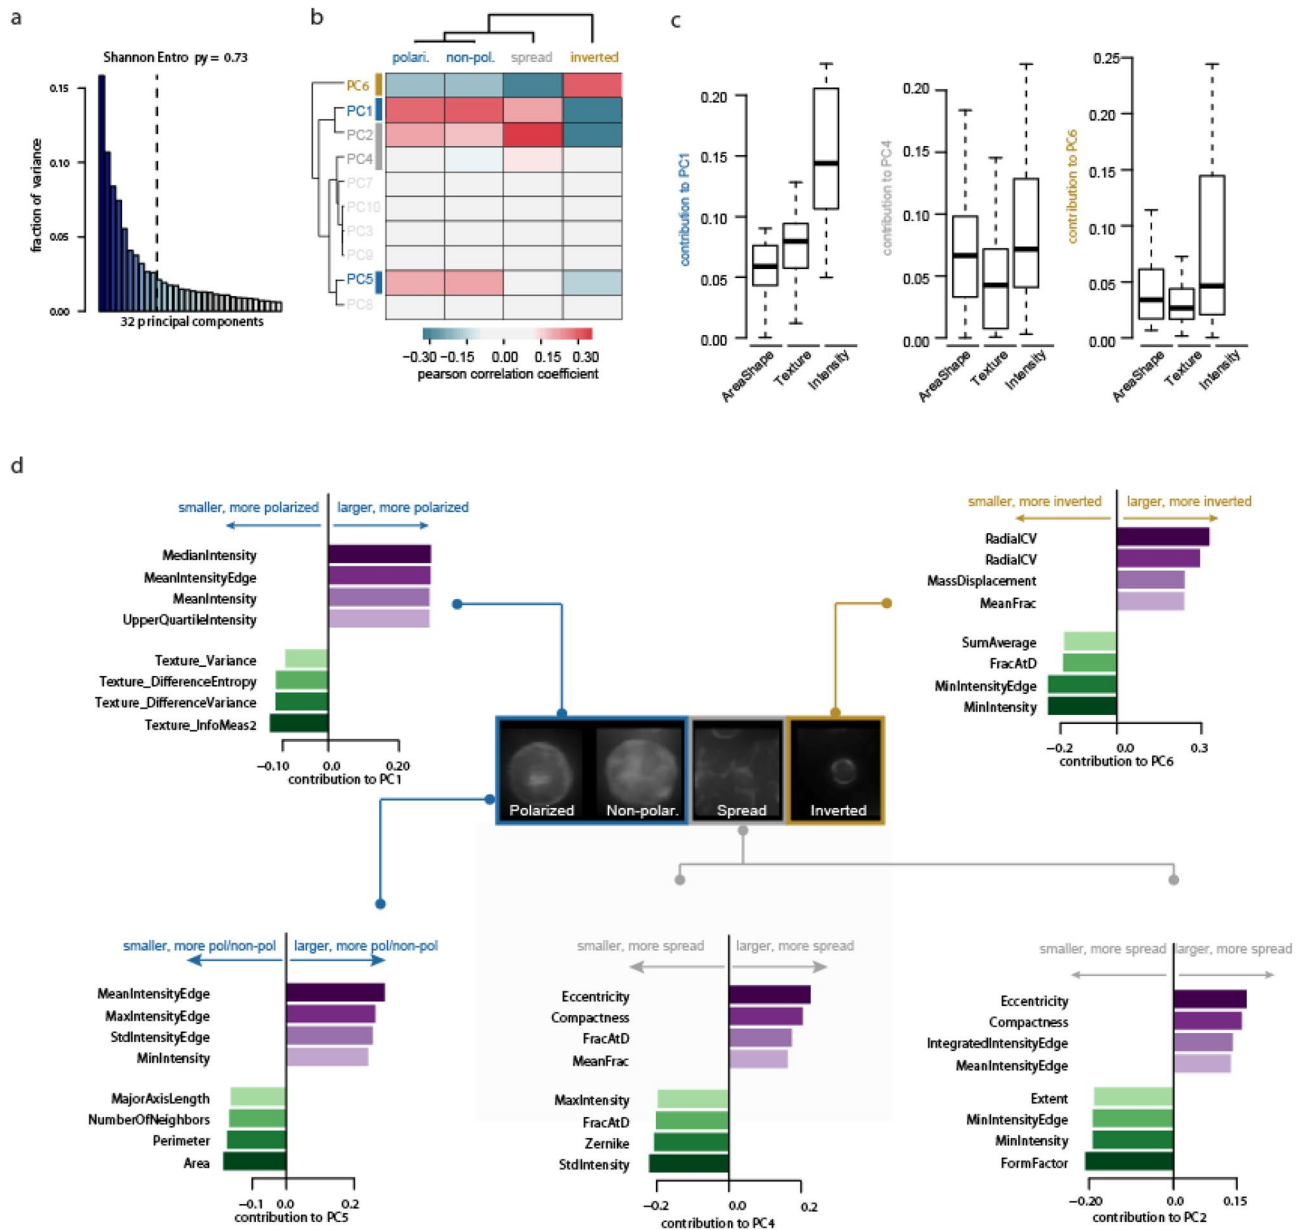 a
Shannon Entro py = 0.73
fraction of variance
0.15
0.10
0.05
0.00
32 p rincipal components
b
polari. non-pol. spread inverted
PC6
PC1
PC2
PC4
PC7
PC10
PC3
PC9
PC5
PC8
−0.30 −0.15 0.00 0.15 0.30
pearson correlation coefficient
c
contribution to PC1
0.20
0.15
0.10
0.05
0.00
AreaShape Texture Intensity
contribution to PC4
0.20
0.15
0.10
0.05
0.00
AreaShape Texture Intensity
contribution to PC6
0.25
0.20
0.15
0.10
0.05
0.00
AreaShape Texture Intensity
d
smaller, more polarized larger, more polarized
MedianIntensity
MeanIntensityEdge
MeanIntensity
UpperQuartileIntensity
Texture_Variance
Texture_DifferenceEntropy
Texture_DifferenceVariance
Texture_InfoMeas2
−0.10 0.0 0.20
contribution to PC1
smaller, more inverted larger, more inverted
RadialCV
RadialCV
MassDisplacement
MeanFrac
SumAverage
FracAtD
MinIntensityEdge
MinIntensity
−0.2 0.0 0.3
contribution to PC6
Polarized Non-polar. Spread Inverted
smaller, more pol/non-pol larger, more pol/non-pol
MeanIntensityEdge
MaxIntensityEdge
StdIntensityEdge
MinIntensity
MajorAxisLength
NumberOfNeighbors
Perimeter
Area
−0.1 0.0 0.2
contribution to PC5
smaller, more spread larger, more spread
Eccentricity
Compactness
FracAtD
MeanFrac
MaxIntensity
FracAtD
Zernike
StdIntensity
−0.2 0.0 0.2
contribution to PC4
smaller, more spread larger, more spread
Eccentricity
Compactness
IntegratedIntensityEdge
MeanIntensityEdge
Extent
MinIntensityEdge
MinIntensity
FormFactor
−0.20 0.0 0.15
contribution to PC2